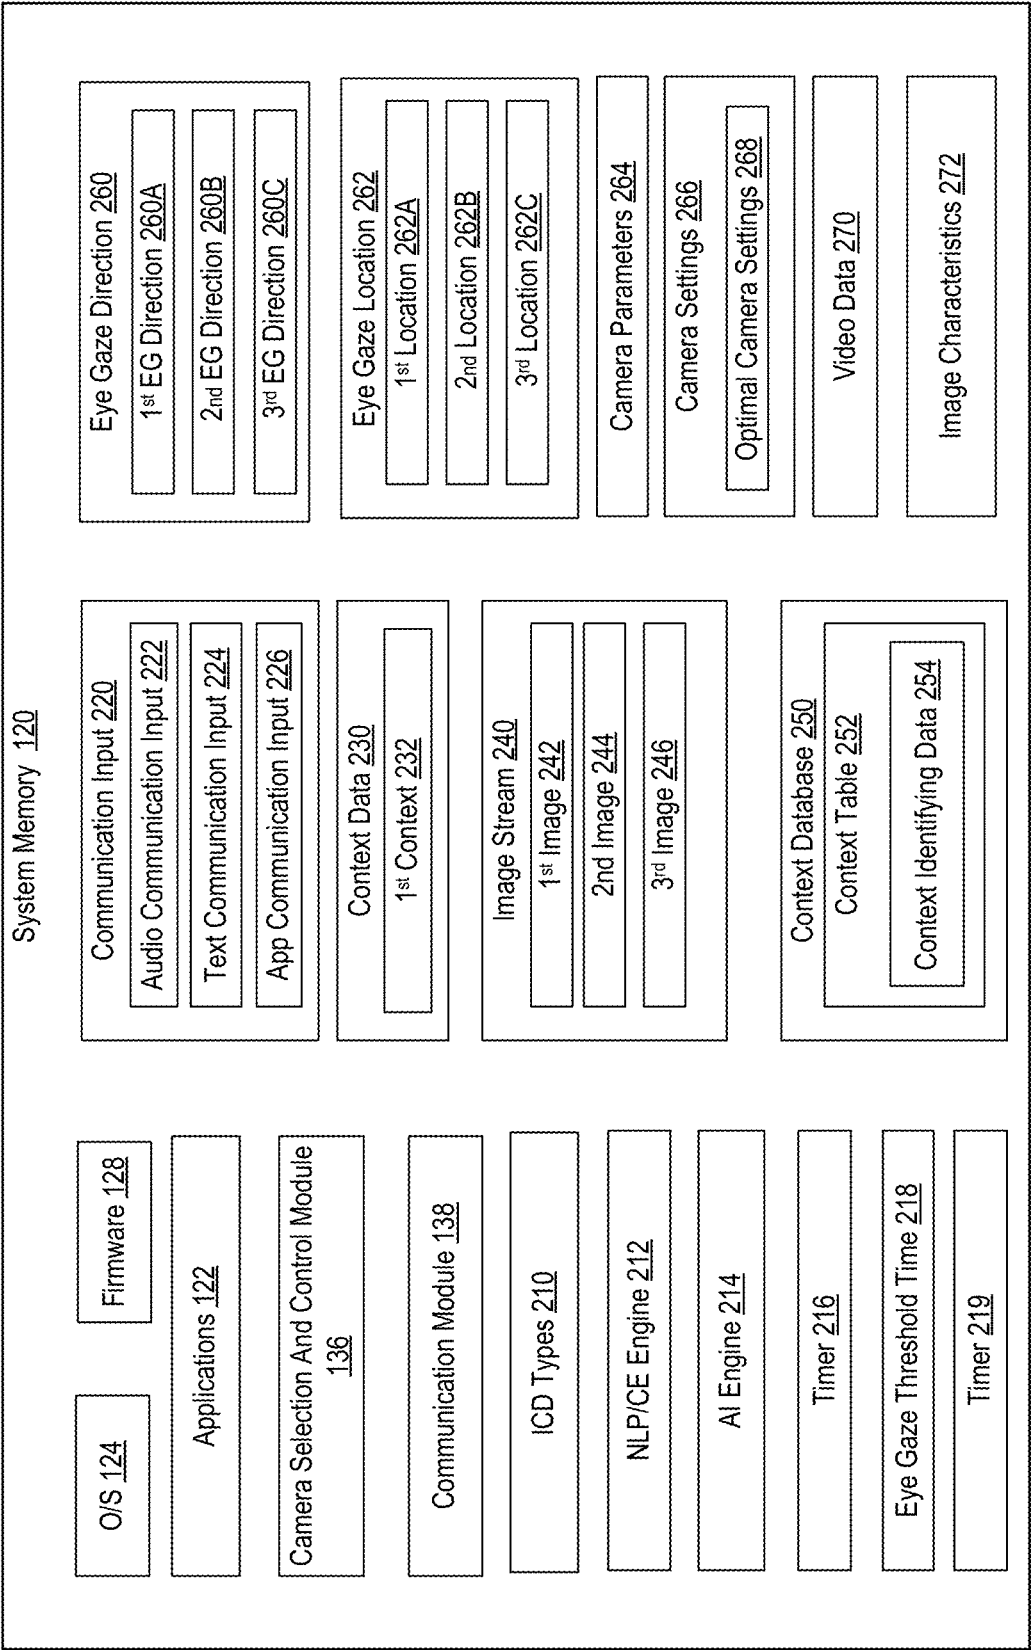 System Memory 120
O/S 124
Firmware 128
Applications 122
Camera Selection And Control Module
136
Communication Module 138
ICD Types 210
NLP/CE Engine 212
AI Engine 214
Timer 216
Eye Gaze Threshold Time 218
Timer 219
Communication Input 220
Audio Communication Input 222
Text Communication Input 224
App Communication Input 226
Context Data 230
1st Context 232
Image Stream 240
1st Image 242
2nd Image 244
3rd Image 246
Context Database 250
Context Table 252
Context Identifying Data 254
Eye Gaze Direction 260
1st EG Direction 260A
2nd EG Direction 260B
3rd EG Direction 260C
Eye Gaze Location 262
1st Location 262A
2nd Location 262B
3rd Location 262C
Camera Parameters 264
Camera Settings 266
Optimal Camera Settings 268
Video Data 270
Image Characteristics 272